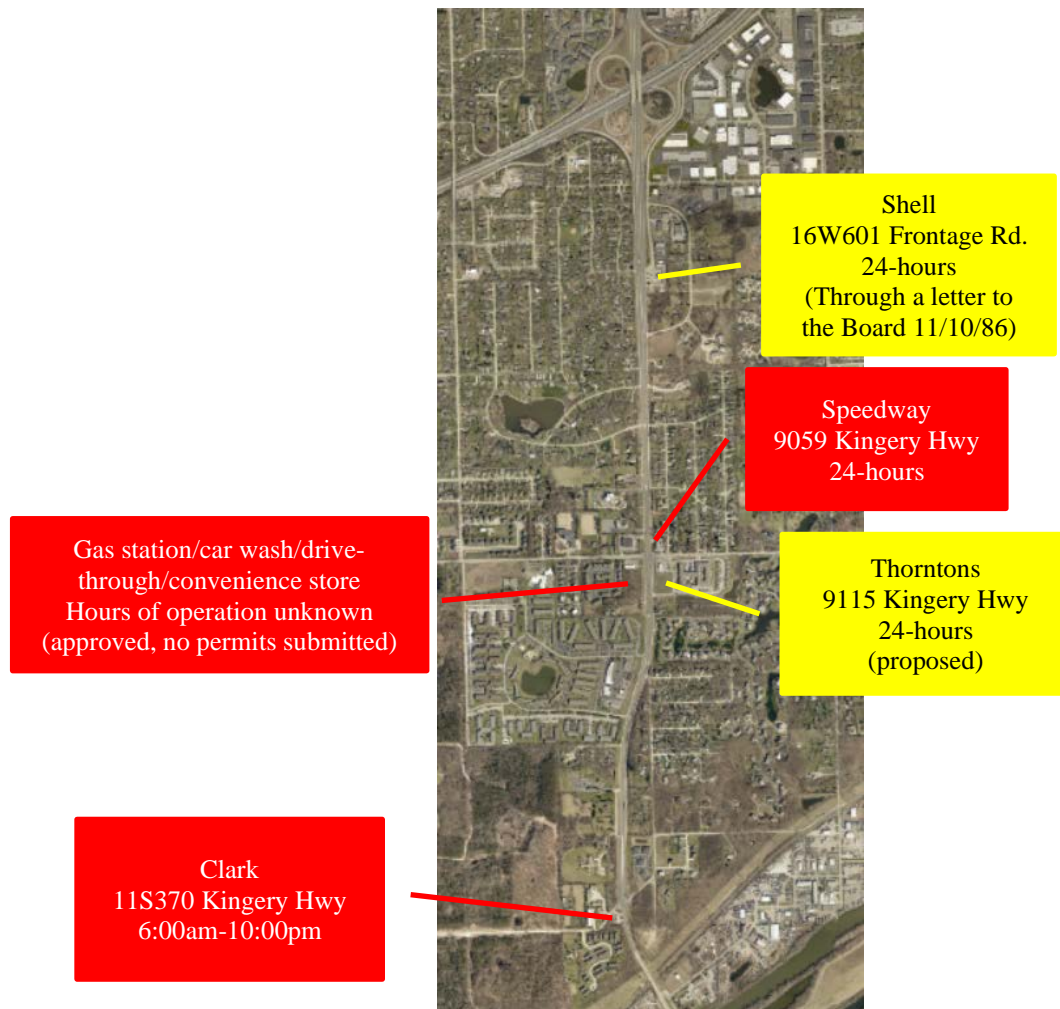 Shell
16W601 Frontage Rd.
24-hours
(Through a letter to
the Board 11/10/86)
Speedway
9059 Kingery Hwy
24-hours
Gas station/car wash/drive-
through/convenience store
Hours of operation unknown
(approved, no permits submitted)
Thorntons
9115 Kingery Hwy
24-hours
(proposed)
Clark
11S370 Kingery Hwy
6:00am-10:00pm